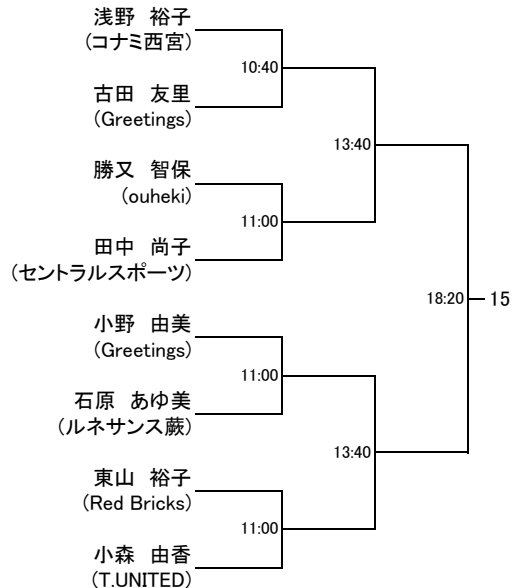 浅野　裕子
(コナミ西宮)
10:40
古田　友里
(Greetings)
13:40
勝又　智保
(ouheki)
11:00
田中　尚子
(セントラルスポーツ)
18:20
15
小野　由美
(Greetings)
11:00
石原　あゆ美
(ルネサンス蕨)
13:40
東山　裕子
(Red Bricks)
11:00
小森　由香
(T.UNITED)